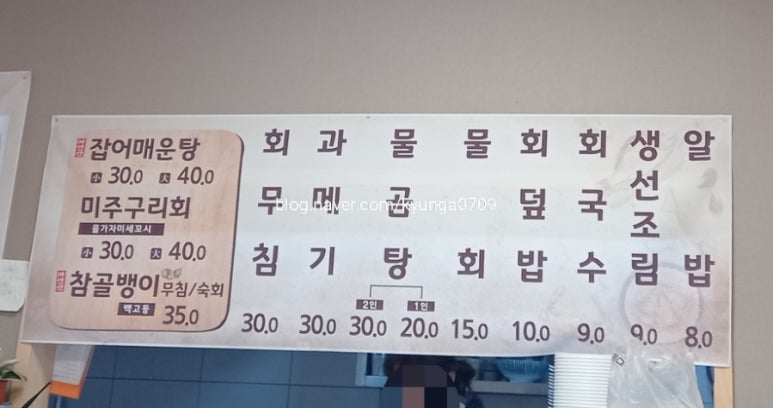 잡어매운탕
小 30.0 大 40.0
미주구리회
물가자미세꼬시
小 30.0 大 40.0
참골뱅이 무침/숙회
백고동 35.0
회무침 30.0
과메기 30.0
물곰탕 2인 30.0 1인 20.0
물회 15.0
회덮밥 10.0
회국수 9.0
생선조림 9.0
알밥 8.0
blog.naver.com/kyunga0709